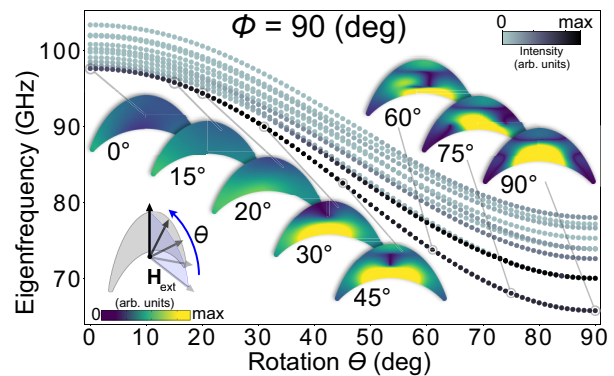 Φ = 90 (deg)
0 max
Intensity
(arb. units)
Eigenfrequency (GHz)
100
90
80
70
0°
15°
20°
30°
45°
60°
75°
90°
θ
H_ext
(arb. units)
0 max
0 10 20 30 40 50 60 70 80 90
Rotation θ (deg)